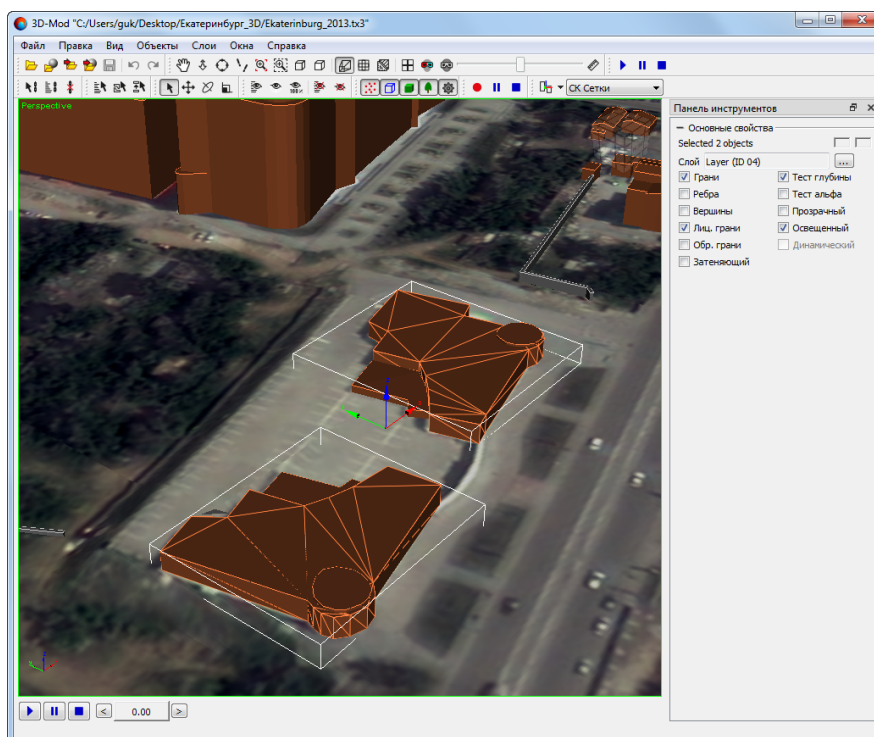 3D-Mod "C:/Users/guk/Desktop/Екатеринбург_3D/Ekaterinburg_2013.tx3"
Файл Правка Вид Объекты Слои Окна Справка
100%
СК Сетки
Perspective
Панель инструментов
Основные свойства
Selected 2 objects
Слой Layer (ID 04) ...
Грани Тест глубины
Ребра Тест альфа
Вершины Прозрачный
Лиц. грани Освещенный
Обр. грани Динамический
Затеняющий
< 0.00 >